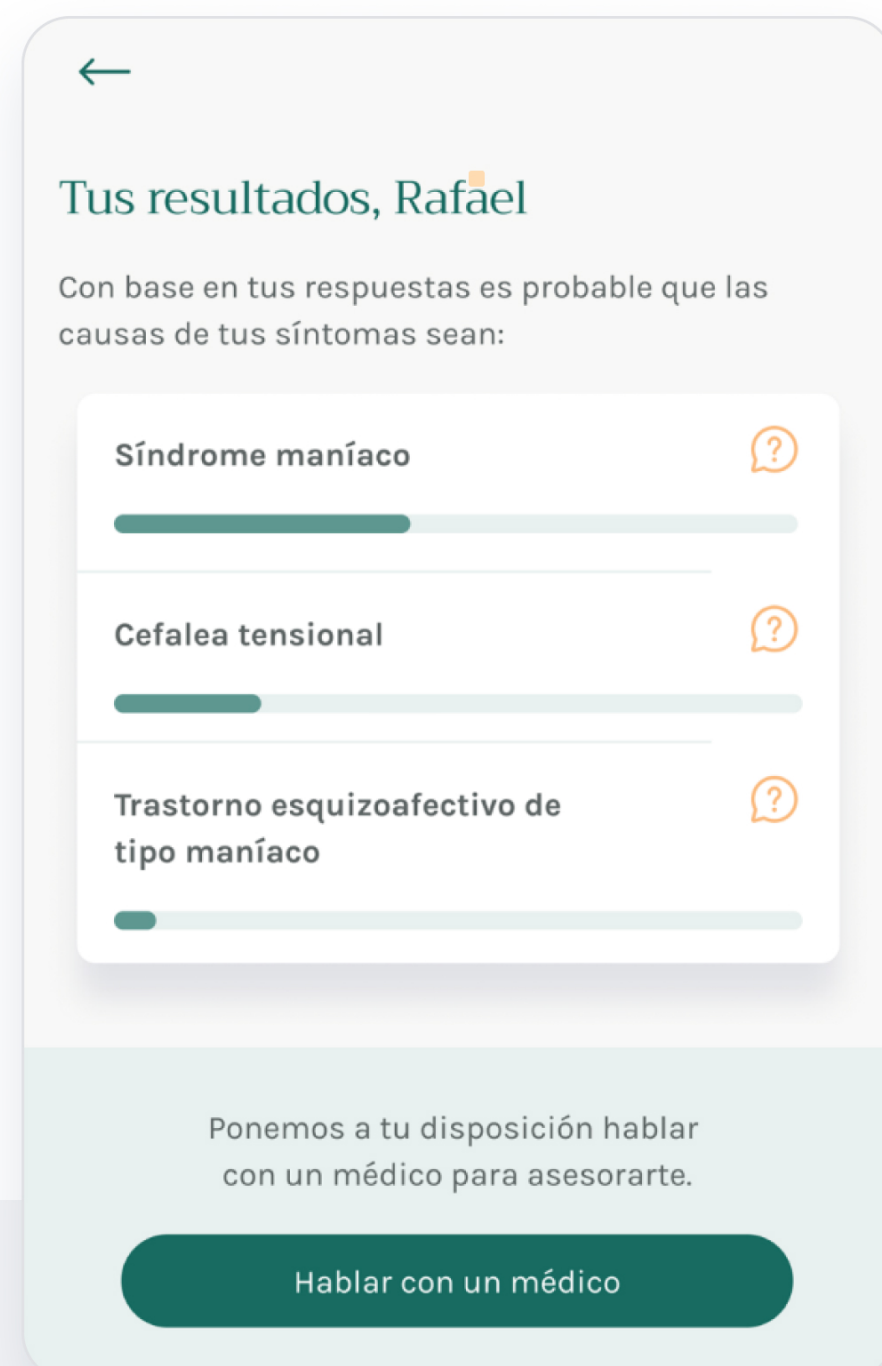 Tus resultados, Rafael
Con base en tus respuestas es probable que las
causas de tus síntomas sean:
Síndrome maníaco
?
Cefalea tensional
?
Trastorno esquizoafectivo de
tipo maníaco
?
Ponemos a tu disposición hablar
con un médico para asesorarte.
Hablar con un médico